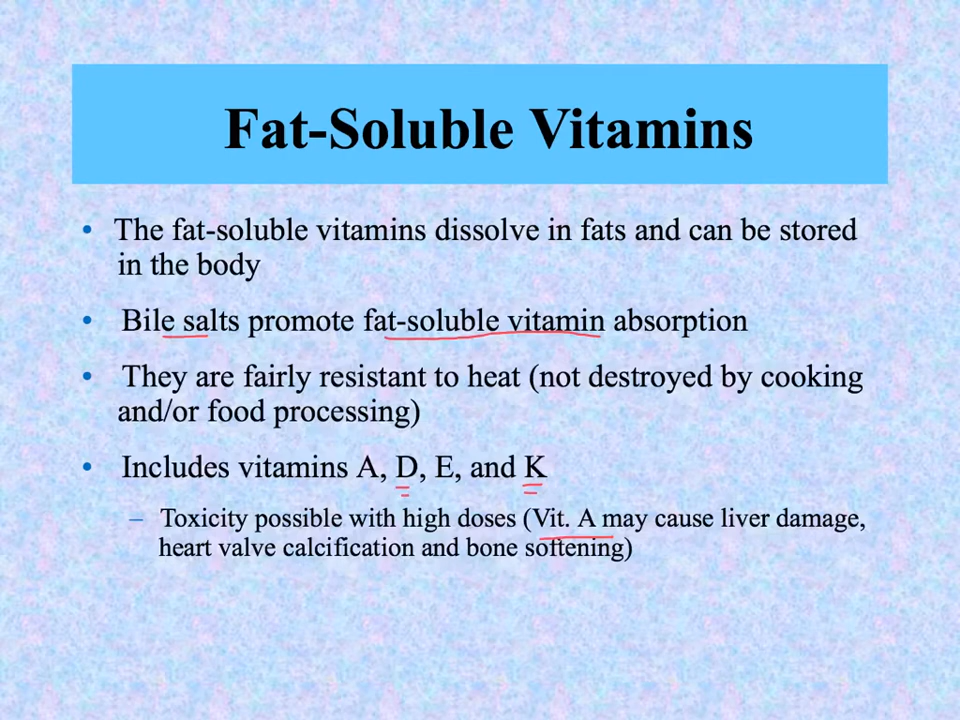 Fat-Soluble Vitamins
• The fat-soluble vitamins dissolve in fats and can be stored
in the body
• Bile salts promote fat-soluble vitamin absorption
• They are fairly resistant to heat (not destroyed by cooking
and/or food processing)
• Includes vitamins A, D, E, and K
– Toxicity possible with high doses (Vit. A may cause liver damage,
heart valve calcification and bone softening)